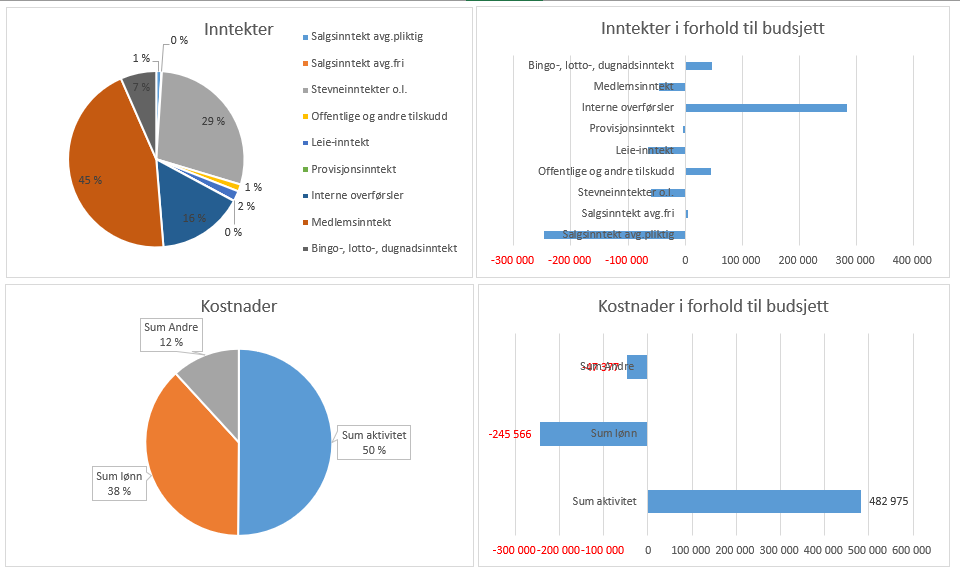 Inntekter
0 %
1 %
7 %
29 %
45 %
1 %
2 %
16 %
0 %
Salgsinntekt avg.pliktig
Salgsinntekt avg.fri
Stevneinntekter o.l.
Offentlige og andre tilskudd
Leie-inntekt
Provisjonsinntekt
Interne overførsler
Medlemsinntekt
Bingo-, lotto-, dugnadsinntekt
Inntekter i forhold til budsjett
Bingo-, lotto-, dugnadsinntekt
Medlemsinntekt
Interne overførsler
Provisjonsinntekt
Leie-inntekt
Offentlige og andre tilskudd
Stevneinntekter o.l.
Salgsinntekt avg.fri
Salgsinntekt avg.pliktig
-300 000 -200 000 -100 000 0 100 000 200 000 300 000 400 000
Kostnader
Sum Andre
12 %
Sum aktivitet
50 %
Sum lønn
38 %
Kostnader i forhold til budsjett
Sum Andre
-47 377
-245 566
Sum lønn
Sum aktivitet
482 975
-300 000 -200 000 -100 000 0 100 000 200 000 300 000 400 000 500 000 600 000